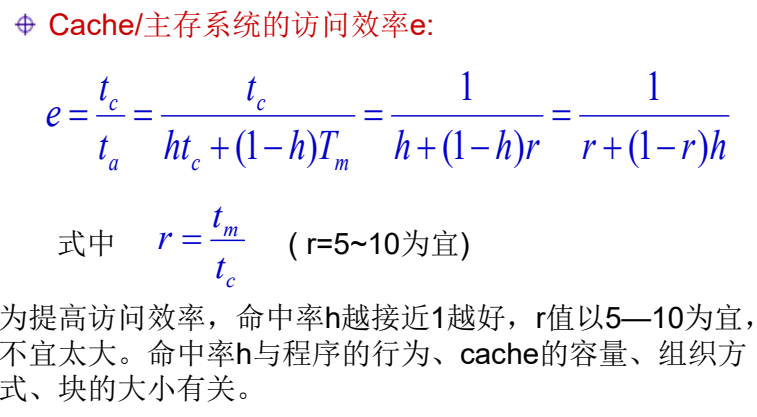 Cache/主存系统的访问效率e:
e = \frac{t_c}{t_a} = \frac{t_c}{ht_c + (1-h)T_m} = \frac{1}{h + (1-h)r} = \frac{1}{r + (1-r)h}
式中 r = \frac{t_m}{t_c} ( r=5~10为宜)
为提高访问效率，命中率h越接近1越好，r值以5—10为宜，
不宜太大。命中率h与程序的行为、cache的容量、组织方
式、块的大小有关。